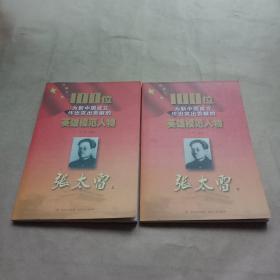 100位
为新中国成立
作出突出贡献的
英雄模范人物
张太雷
100位
为新中国成立
作出突出贡献的
英雄模范人物
张太雷